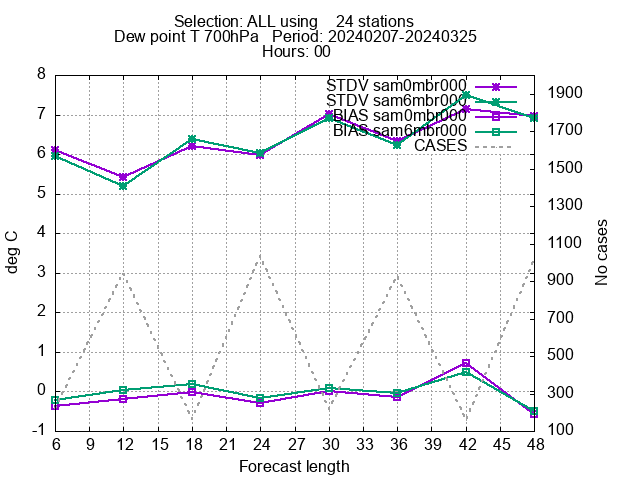 Selection: ALL using    24 stations
Dew point T 700hPa   Period: 20240207-20240325
Hours: 00
STDV sam0mbr000
STDV sam6mbr000
BIAS sam0mbr000
BIAS sam6mbr000
CASES
deg C
8
7
6
5
4
3
2
1
0
-1
No cases
1900
1700
1500
1300
1100
900
700
500
300
100
6 9 12 15 18 21 24 27 30 33 36 39 42 45 48
Forecast length